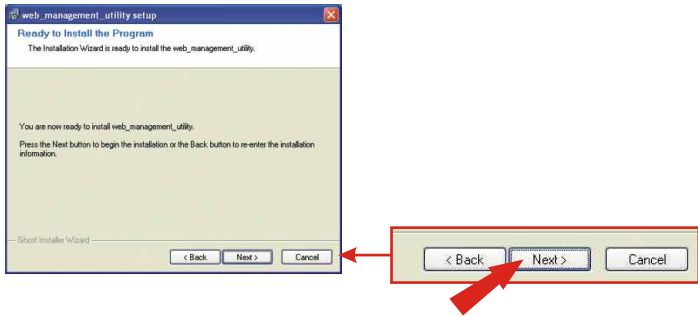 web_management_utility setup
Ready to Install the Program
The Installation Wizard is ready to install the web_management_utility.
You are now ready to install web_management_utility.
Press the Next button to begin the installation or the Back button to re-enter the installation
information.
Ghost Installer Wizard
< Back Next > Cancel
< Back Next > Cancel